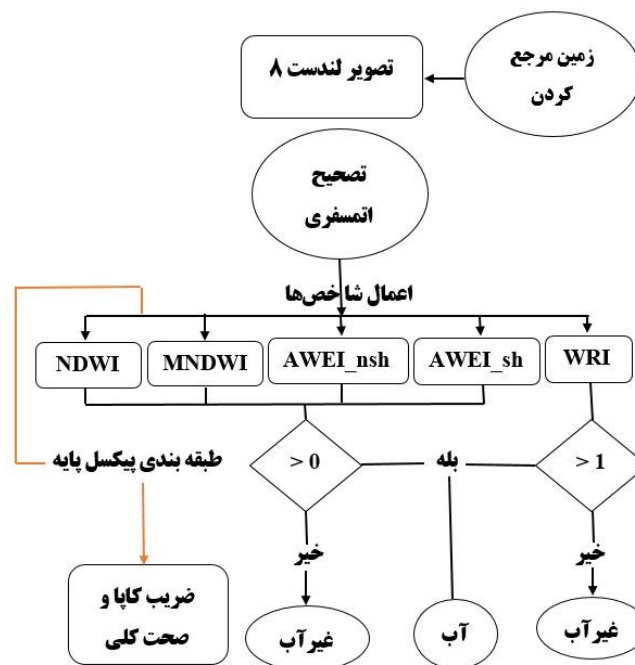 زمین مرجع
کردن
تصویر لندست ۸
تصحیح
اتمسفری
اعمال شاخص‌ها
NDWI
MNDWI
AWEI_nsh
AWEI_sh
WRI
طبقه بندی پیکسل پایه
> 0
بله
> 1
خیر
خیر
ضریب کاپا و
صحت کلی
غیرآب
آب
غیرآب